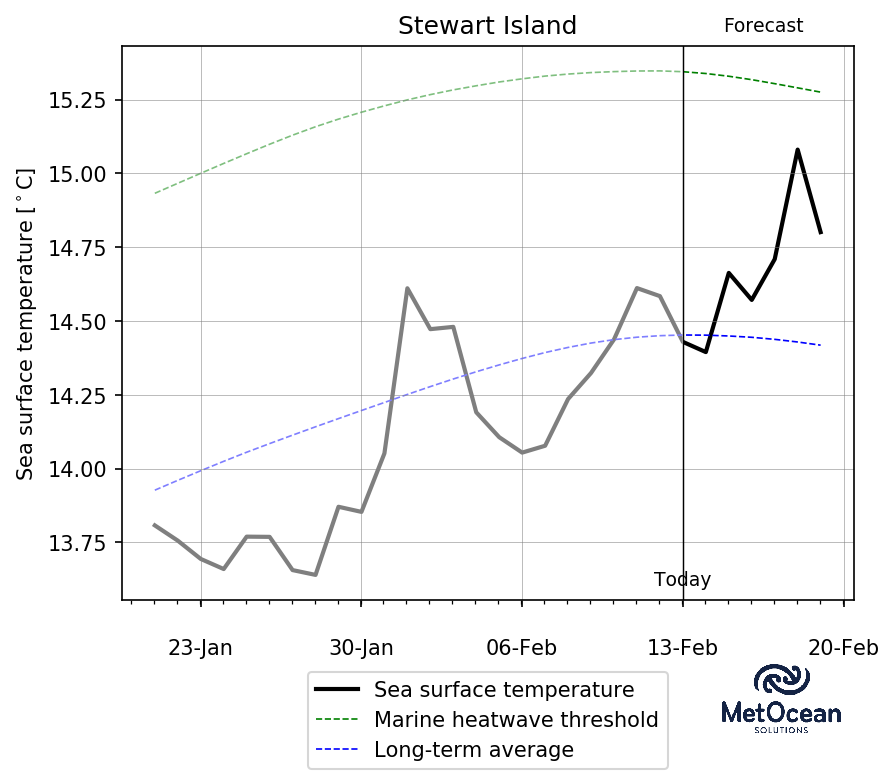 Stewart Island
Forecast
Sea surface temperature [°C]
15.25
15.00
14.75
14.50
14.25
14.00
13.75
Today
23-Jan
30-Jan
06-Feb
13-Feb
20-Feb
Sea surface temperature
Marine heatwave threshold
Long-term average
MetOcean
SOLUTIONS